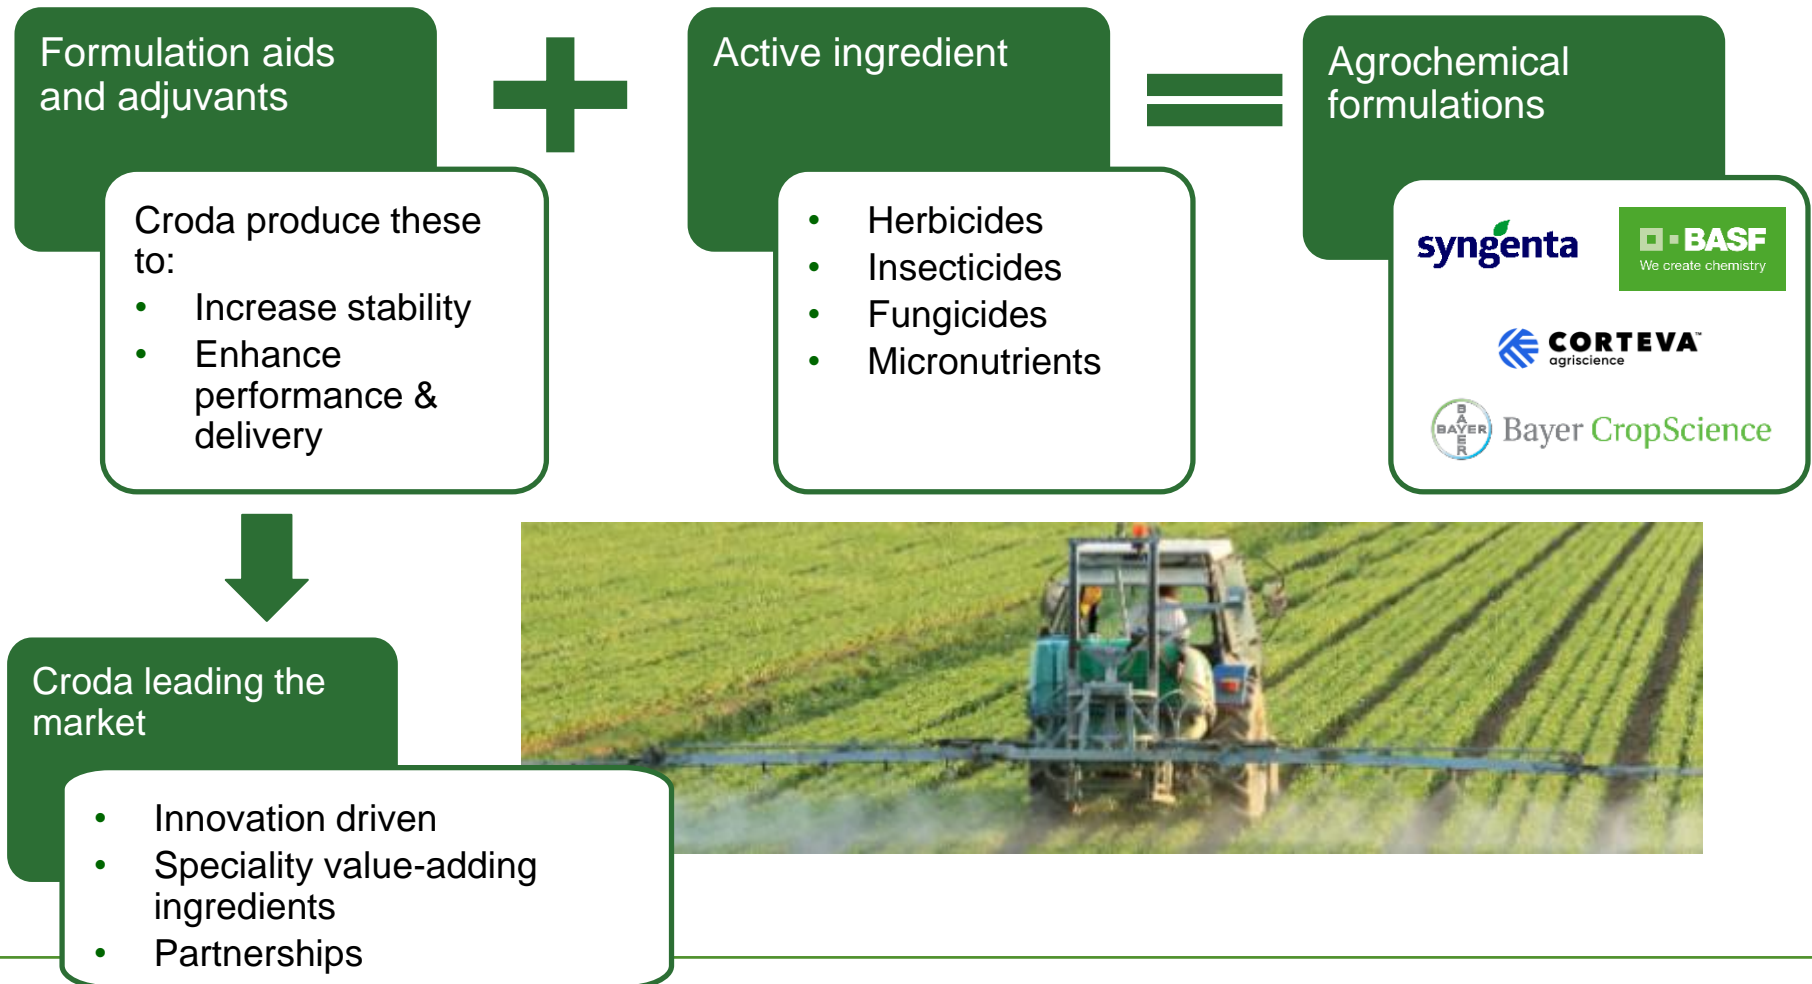 Formulation aids
and adjuvants
Croda produce these
to:
• Increase stability
• Enhance
performance &
delivery
Active ingredient
• Herbicides
• Insecticides
• Fungicides
• Micronutrients
Agrochemical
formulations
syngenta
BASF
We create chemistry
CORTEVA™
agriscience
BAYER
BAYER
Bayer CropScience
Croda leading the
market
• Innovation driven
• Speciality value-adding
ingredients
• Partnerships